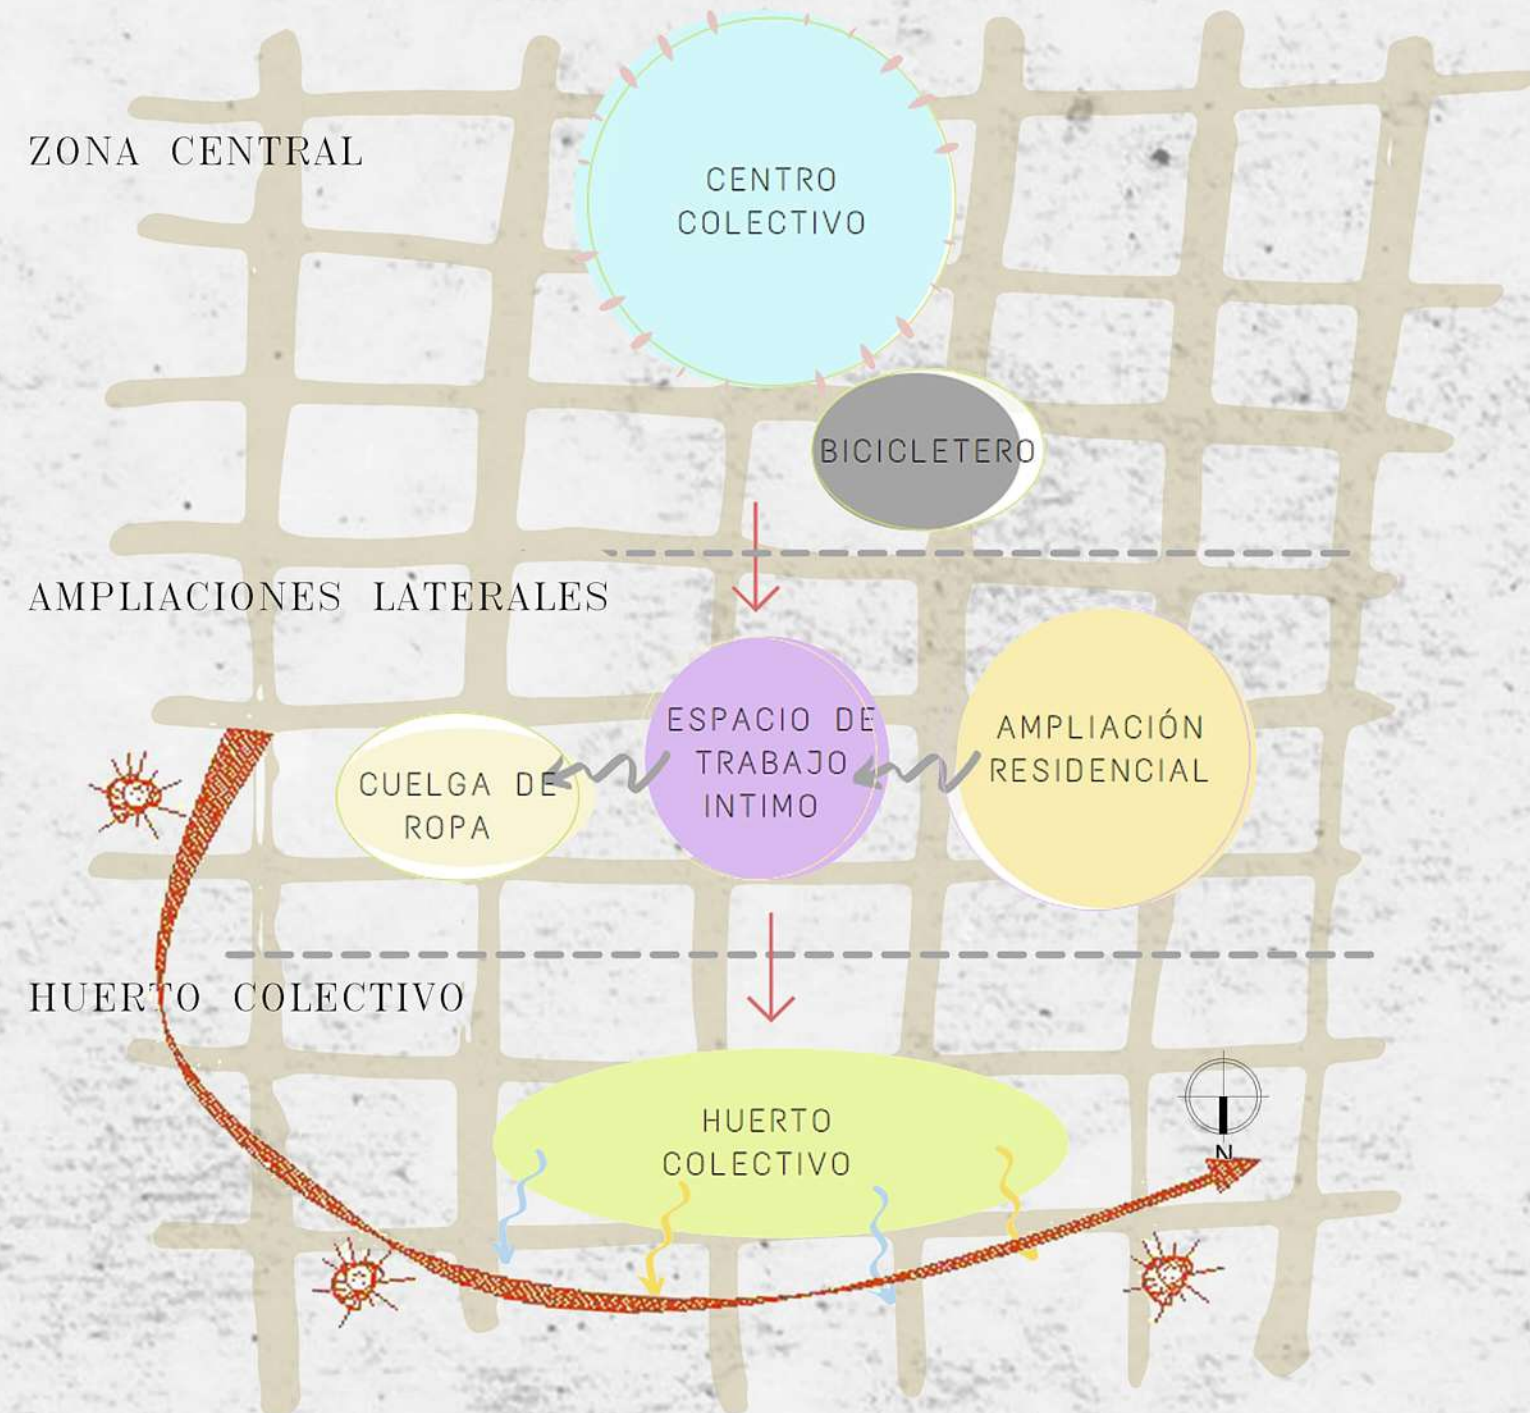 ZONA CENTRAL
CENTRO
COLECTIVO
BICICLETERO
AMPLIACIONES LATERALES
ESPACIO DE
TRABAJO
INTIMO
AMPLIACIÓN
RESIDENCIAL
CUELGA DE
ROPA
HUERTO COLECTIVO
HUERTO
COLECTIVO
N